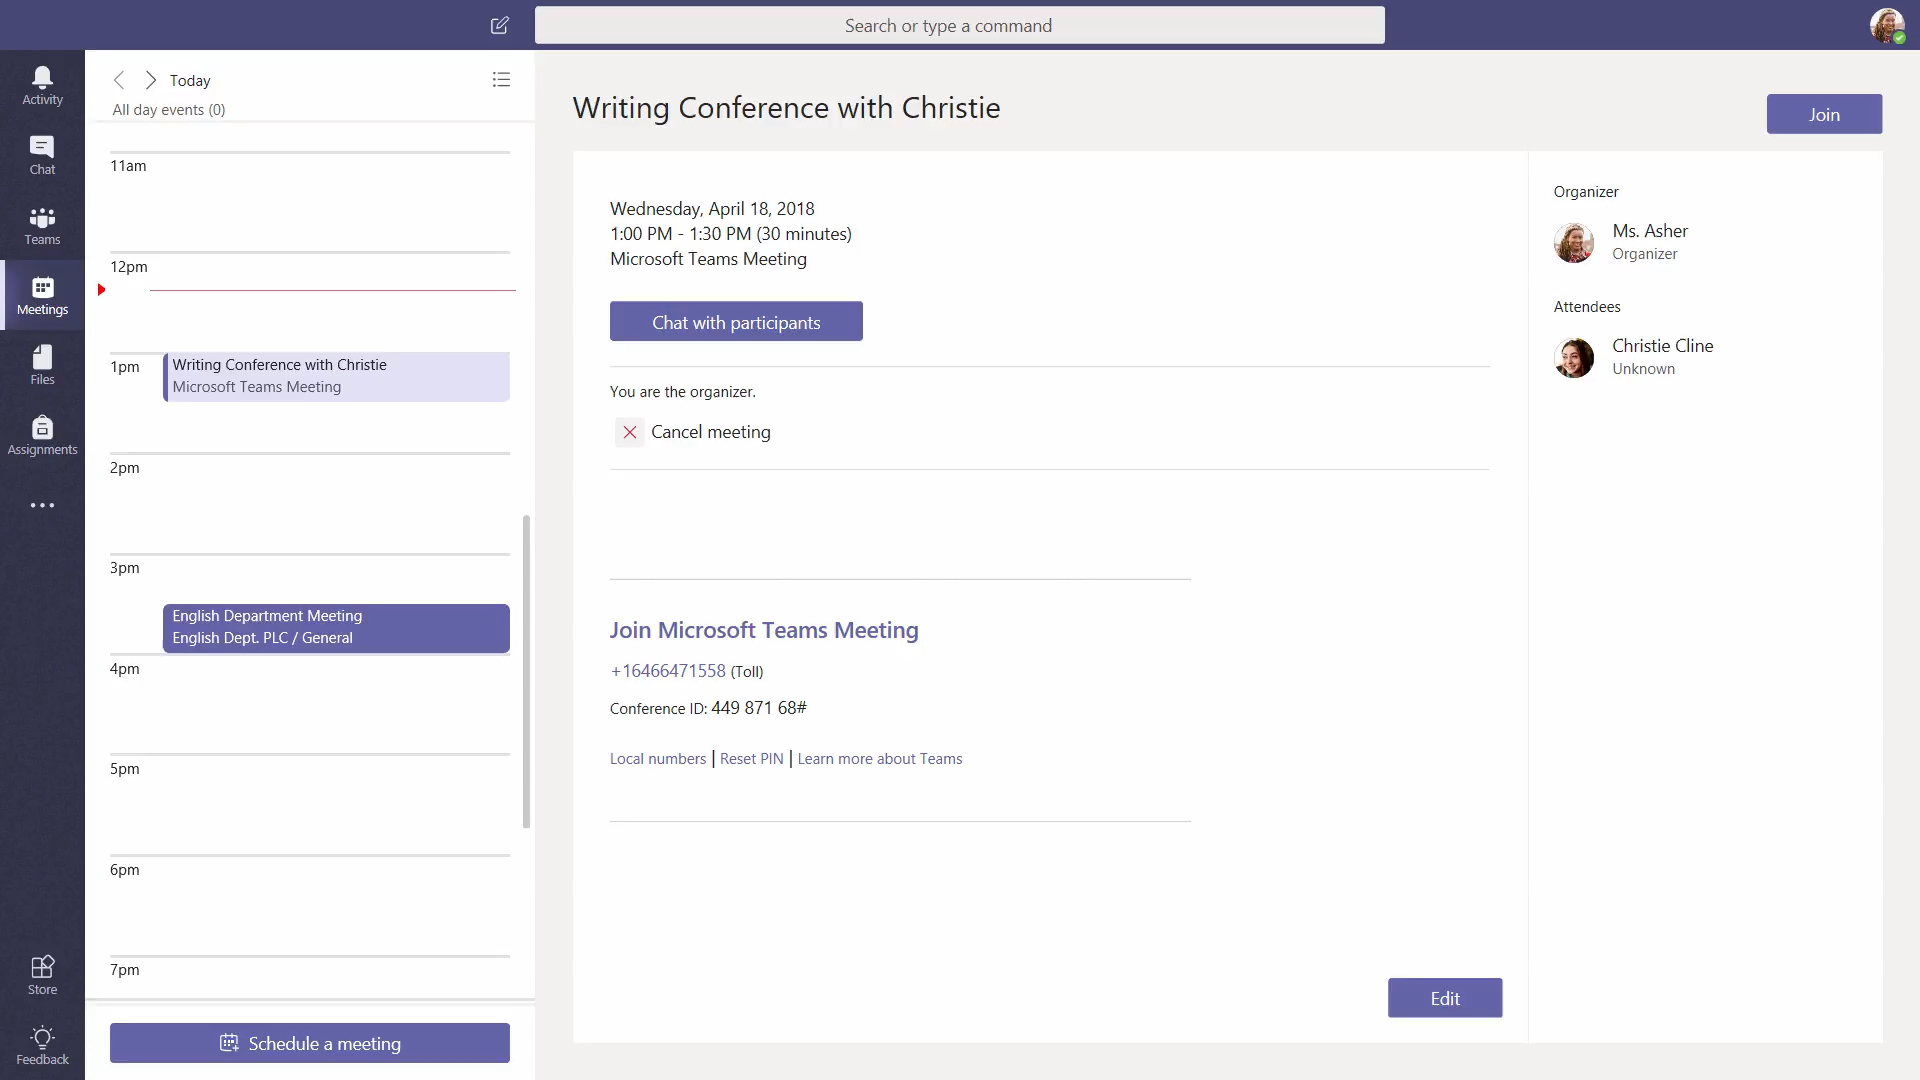 Search or type a command
Activity
Chat
Teams
Meetings
Files
Assignments
Store
Feedback
Today
All day events (0)
11am
12pm
1pm
Writing Conference with Christie
Microsoft Teams Meeting
2pm
3pm
English Department Meeting
English Dept. PLC / General
4pm
5pm
6pm
7pm
Schedule a meeting
Writing Conference with Christie
Join
Wednesday, April 18, 2018
1:00 PM - 1:30 PM (30 minutes)
Microsoft Teams Meeting
Chat with participants
You are the organizer.
Cancel meeting
Join Microsoft Teams Meeting
+16466471558 (Toll)
Conference ID: 449 871 68#
Local numbers | Reset PIN | Learn more about Teams
Edit
Organizer
Ms. Asher
Organizer
Attendees
Christie Cline
Unknown